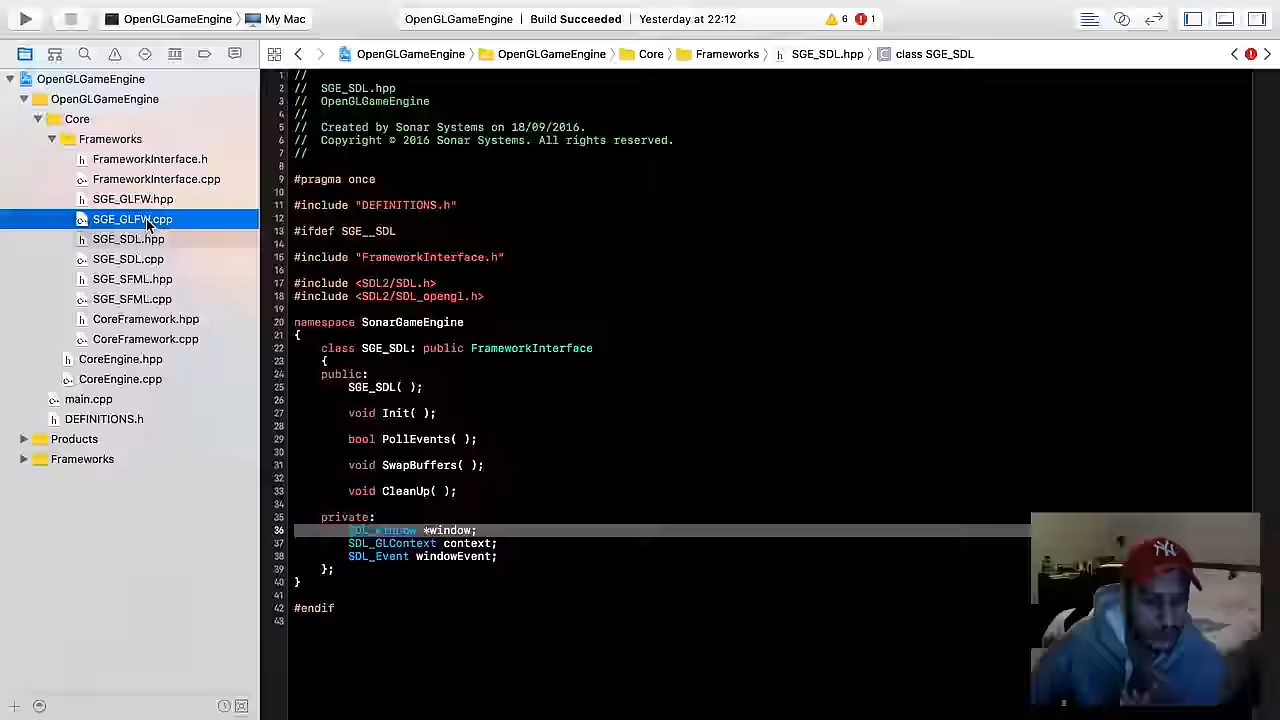 OpenGLGameEngine 〉 My Mac
OpenGLGameEngine | Build Succeeded | Yesterday at 22:12
6 1
OpenGLGameEngine 〉 OpenGLGameEngine 〉 Core 〉 Frameworks 〉 SGE_SDL.hpp 〉 class SGE_SDL
OpenGLGameEngine
OpenGLGameEngine
Core
Frameworks
FrameworkInterface.h
FrameworkInterface.cpp
SGE_GLFW.hpp
SGE_GLFW.cpp
SGE_SDL.hpp
SGE_SDL.cpp
SGE_SFML.hpp
SGE_SFML.cpp
CoreFramework.hpp
CoreFramework.cpp
CoreEngine.hpp
CoreEngine.cpp
main.cpp
DEFINITIONS.h
Products
Frameworks
1 //
2 // SGE_SDL.hpp
3 // OpenGLGameEngine
4 //
5 // Created by Sonar Systems on 18/09/2016.
6 // Copyright © 2016 Sonar Systems. All rights reserved.
7 //
8
9 #pragma once
10
11 #include "DEFINITIONS.h"
12
13 #ifdef SGE__SDL
14
15 #include "FrameworkInterface.h"
16
17 #include <SDL2/SDL.h>
18 #include <SDL2/SDL_opengl.h>
19
20 namespace SonarGameEngine
21 {
22 class SGE_SDL: public FrameworkInterface
23 {
24 public:
25 SGE_SDL( );
26
27 void Init( );
28
29 bool PollEvents( );
30
31 void SwapBuffers( );
32
33 void CleanUp( );
34
35 private:
36 SDL_Window *window;
37 SDL_GLContext context;
38 SDL_Event windowEvent;
39 };
40 }
41
42 #endif
43